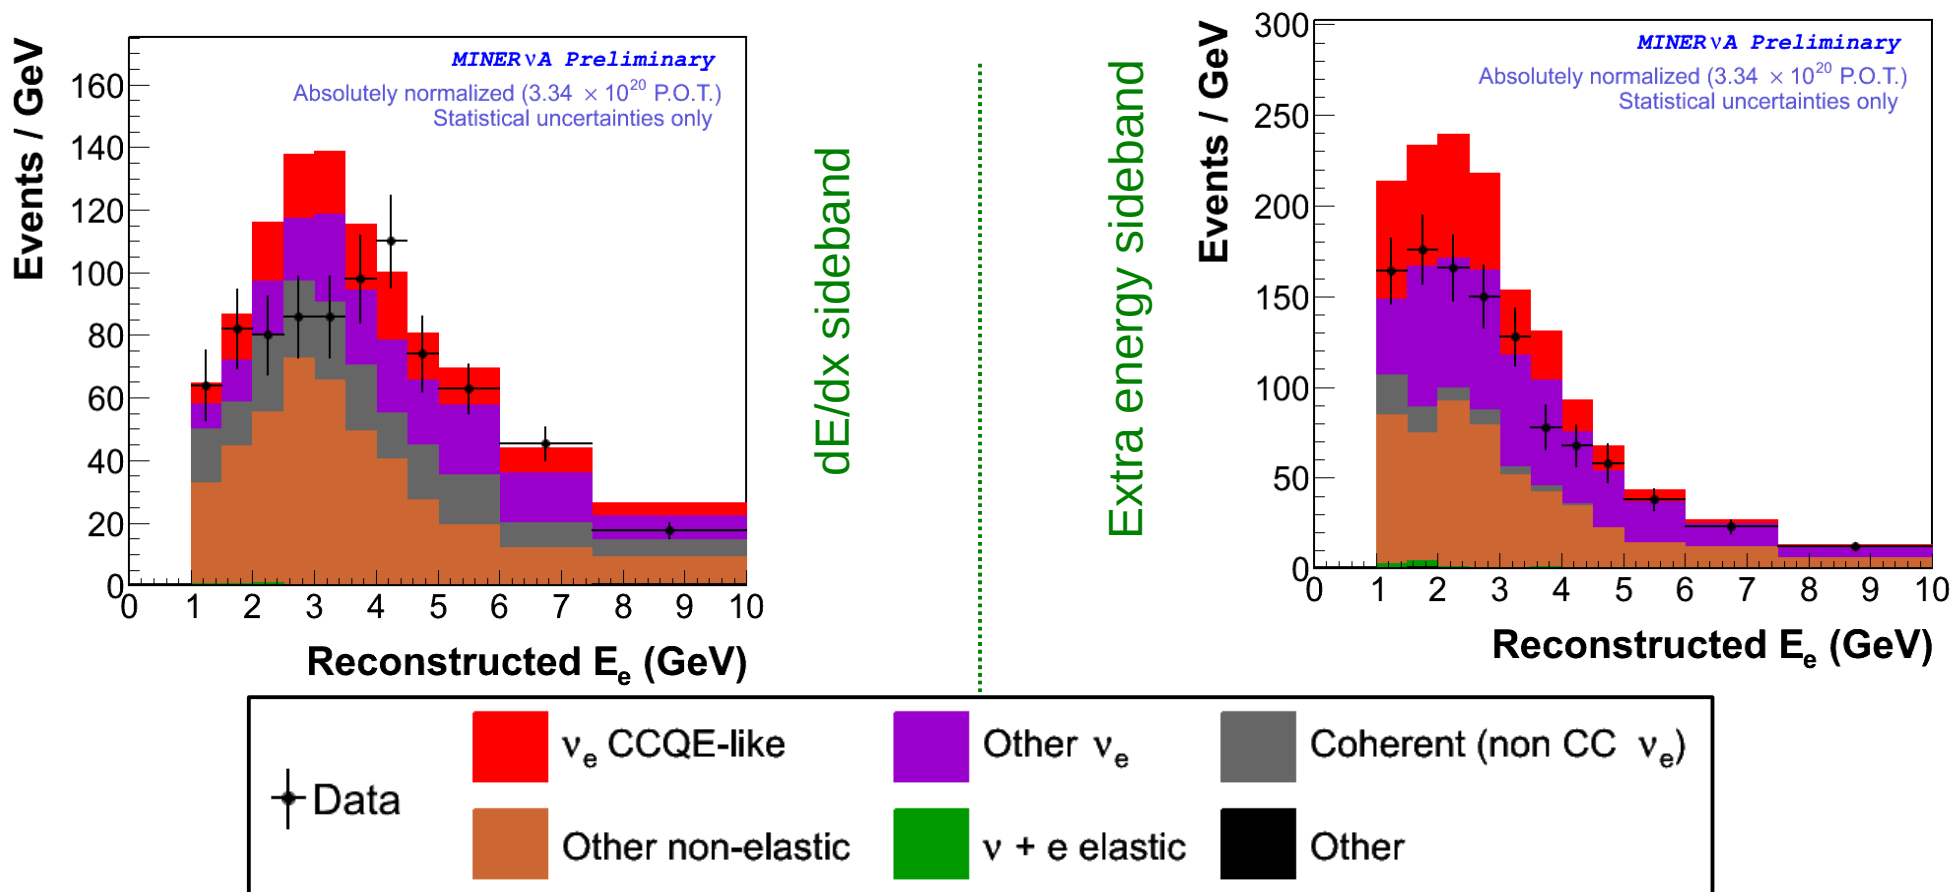 Events / GeV
160
140
120
100
80
60
40
20
0
MINERνA Preliminary
Absolutely normalized (3.34 × 10²⁰ P.O.T.)
Statistical uncertainties only
0 1 2 3 4 5 6 7 8 9 10
Reconstructed Eₑ (GeV)
dE/dx sideband
Extra energy sideband
Events / GeV
300
250
200
150
100
50
0
MINERνA Preliminary
Absolutely normalized (3.34 × 10²⁰ P.O.T.)
Statistical uncertainties only
0 1 2 3 4 5 6 7 8 9 10
Reconstructed Eₑ (GeV)
Data
νₑ CCQE-like
Other νₑ
Coherent (non CC νₑ)
Other non-elastic
ν + e elastic
Other